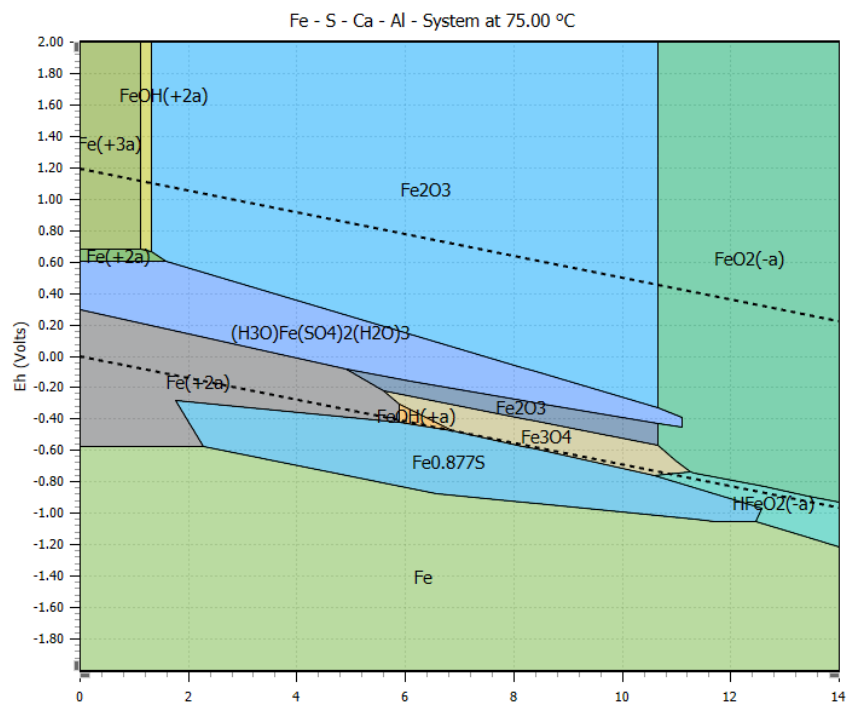 Fe - S - Ca - Al - System at 75.00 °C
Eh (Volts)
2.00
1.80
1.60
1.40
1.20
1.00
0.80
0.60
0.40
0.20
0.00
-0.20
-0.40
-0.60
-0.80
-1.00
-1.20
-1.40
-1.60
-1.80
FeOH(+2a)
Fe(+3a)
Fe2O3
Fe(+2a)
FeO2(-a)
(H3O)Fe(SO4)2(H2O)3
Fe(+2a)
Fe2O3
FeOH(+a)
Fe3O4
Fe0.877S
HFeO2(-a)
Fe
0 2 4 6 8 10 12 14